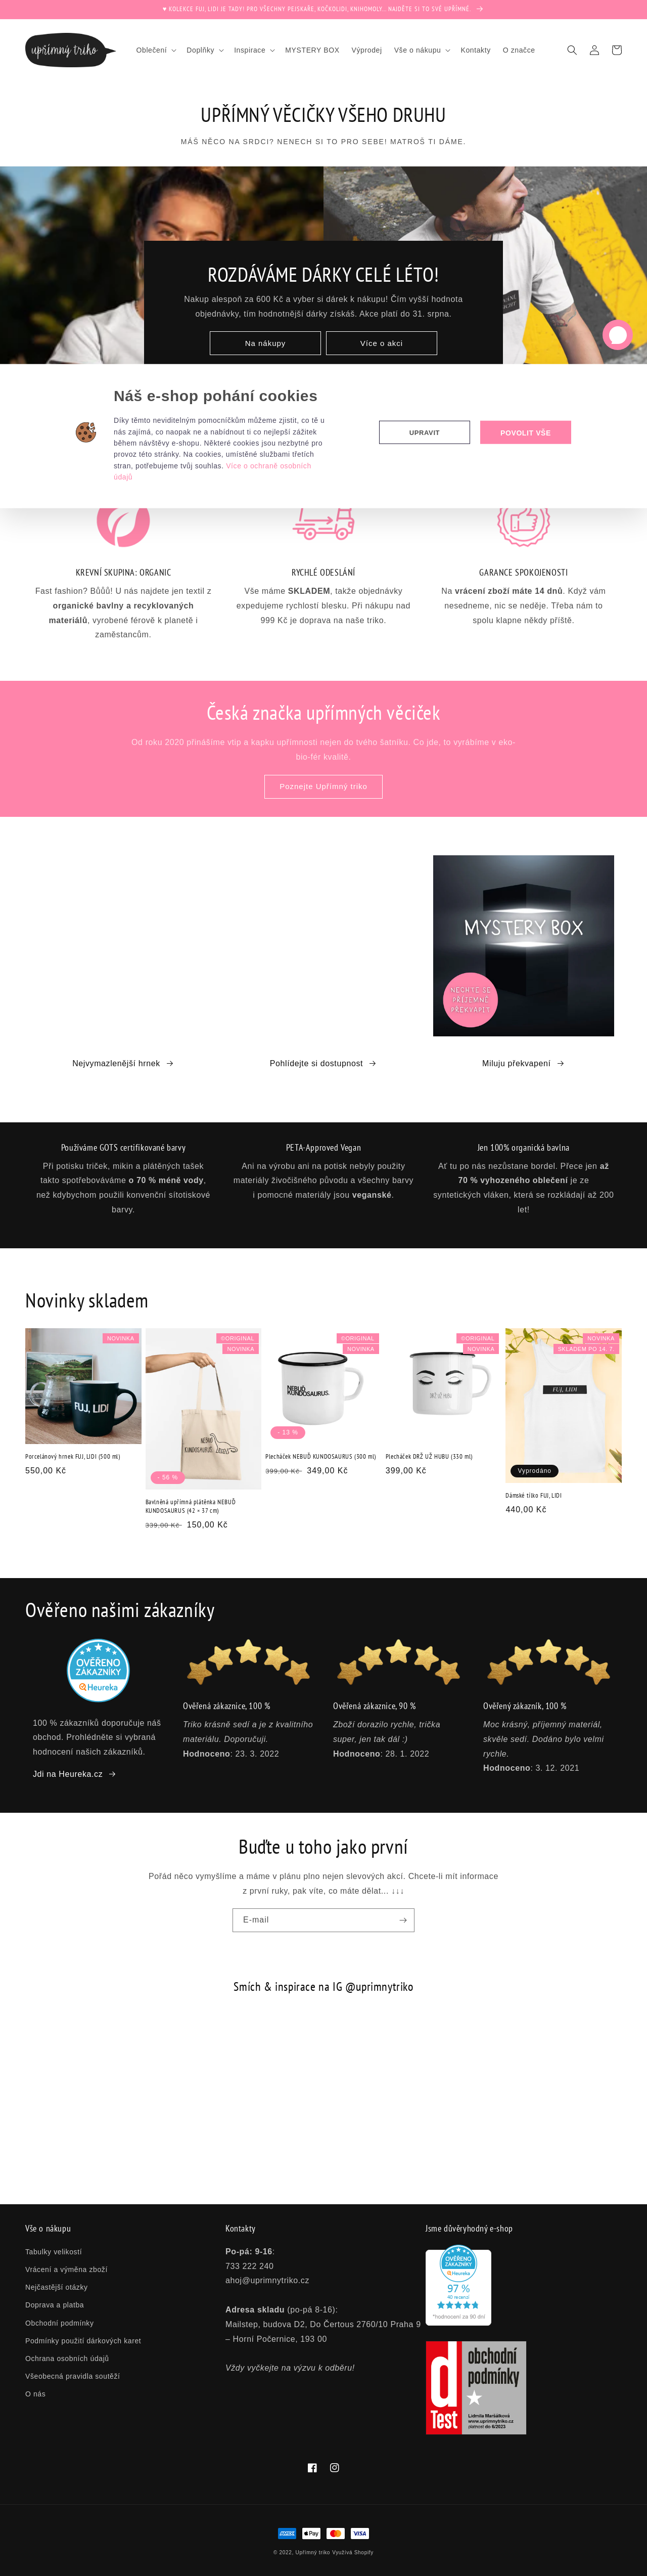 ♥ KOLEKCE FUJ, LIDI JE TADY! PRO VŠECHNY PEJSKAŘE, KOČKOLIDI, KNIHOMOLY... NAJDĚTE SI TO SVÉ UPŘÍMNÉ →
upřímný triko
Oblečení
Doplňky
Inspirace
MYSTERY BOX
Výprodej
Vše o nákupu
Kontakty
O značce
UPŘÍMNÝ VĚCIČKY VŠEHO DRUHU
MÁŠ NĚCO NA SRDCI? NENECH SI TO PRO SEBE! MATROŠ TI DÁME.
ROZDÁVÁME DÁRKY CELÉ LÉTO!
Nakup alespoň za 600 Kč a vyber si dárek k nákupu! Čím vyšší hodnota
objednávky, tím hodnotnější dárky získáš. Akce platí do 31. srpna.
Na nákupy
Více o akci
Náš e-shop pohání cookies
Díky těmto neviditelným pomocníčkům můžeme zjistit, co tě u
nás zajímá, co naopak ne a nabídnout ti co nejlepší zážitek
během návštěvy e-shopu. Některé cookies jsou nezbytné pro
provoz této stránky. Na cookies, umístěné službami třetích
stran, potřebujeme tvůj souhlas. Více o ochraně osobních
údajů
UPRAVIT
POVOLIT VŠE
KREVNÍ SKUPINA: ORGANIC
Fast fashion? Bůůů! U nás najdete jen textil z
organické bavlny a recyklovaných
materiálů, vyrobené férově k planetě i
zaměstancům.
RYCHLÉ ODESLÁNÍ
Vše máme SKLADEM, takže objednávky
expedujeme rychlostí blesku. Při nákupu nad
999 Kč je doprava na naše triko.
GARANCE SPOKOJENOSTI
Na vrácení zboží máte 14 dnů. Když vám
nesedneme, nic se neděje. Třeba nám to
spolu klapne někdy příště.
Česká značka upřímných věciček
Od roku 2020 přinášíme vtip a kapku upřímnosti nejen do tvého šatníku. Co jde, to vyrábíme v eko-
bio-fér kvalitě.
Poznejte Upřímný triko
MYSTERY BOX
NECHTE SE
PŘÍJEMNĚ
PŘEKVAPIT
Nejvymazlenější hrnek →
Pohlídejte si dostupnost →
Miluju překvapení →
Používáme GOTS certifikované barvy
Při potisku triček, mikin a plátěných tašek
takto spotřebováváme o 70 % méně vody,
než kdybychom použili konvenční sítotiskové
barvy.
PETA-Approved Vegan
Ani na výrobu ani na potisk nebyly použity
materiály živočišného původu a všechny barvy
i pomocné materiály jsou veganské.
Jen 100% organická bavlna
Ať tu po nás nezůstane bordel. Přece jen až
70 % vyhozeného oblečení je ze
syntetických vláken, která se rozkládají až 200
let!
Novinky skladem
NOVINKA
FUJ, LIDI
Porcelánový hrnek FUJ, LIDI (500 ml)
550,00 Kč
©ORIGINAL
NOVINKA
NEBUĎ
KUNDOSAURUS
- 56 %
Bavlněná upřímná plátěnka NEBUĎ
KUNDOSAURUS (42 × 37 cm)
339,00 Kč 150,00 Kč
©ORIGINAL
NOVINKA
NEBUĎ
KUNDOSAURUS.
- 13 %
Plecháček NEBUĎ KUNDOSAURUS (300 ml)
399,00 Kč 349,00 Kč
©ORIGINAL
NOVINKA
DRŽ UŽ HUBU
Plecháček DRŽ UŽ HUBU (330 ml)
399,00 Kč
NOVINKA
SKLADEM PO 14. 7.
FUJ, LIDI
Vyprodáno
Dámské tílko FUJ, LIDI
440,00 Kč
Ověřeno našimi zákazníky
OVĚŘENO
ZÁKAZNÍKY
Heureka
100 % zákazníků doporučuje náš
obchod. Prohlédněte si vybraná
hodnocení našich zákazníků.
Jdi na Heureka.cz →
Ověřená zákaznice, 100 %
Triko krásně sedí a je z kvalitního
materiálu. Doporučuji.
Hodnoceno: 23. 3. 2022
Ověřená zákaznice, 90 %
Zboží dorazilo rychle, trička
super, jen tak dál :)
Hodnoceno: 28. 1. 2022
Ověřený zákazník, 100 %
Moc krásný, příjemný materiál,
skvěle sedí. Dodáno bylo velmi
rychle.
Hodnoceno: 3. 12. 2021
Buďte u toho jako první
Pořád něco vymyšlíme a máme v plánu plno nejen slevových akcí. Chcete-li mít informace
z první ruky, pak víte, co máte dělat... ↓↓↓
E-mail
Smích & inspirace na IG @uprimnytriko
Vše o nákupu
Tabulky velikostí
Vrácení a výměna zboží
Nejčastější otázky
Doprava a platba
Obchodní podmínky
Podmínky použití dárkových karet
Ochrana osobních údajů
Všeobecná pravidla soutěží
O nás
Kontakty
Po-pá: 9-16:
733 222 240
ahoj@uprimnytriko.cz
Adresa skladu (po-pá 8-16):
Mailstep, budova D2, Do Čertous 2760/10 Praha 9
– Horní Počernice, 193 00
Vždy vyčkejte na výzvu k odběru!
Jsme důvěryhodný e-shop
OVĚŘENO
ZÁKAZNÍKY
Heureka
97 %
40 recenzí
*hodnocení za 90 dní
dTest
obchodní
podmínky
Lidmila Maršálková
www.uprimnytriko.cz
platnost do 6/2023
Pay
VISA
© 2022, Upřímný triko Využívá Shopify